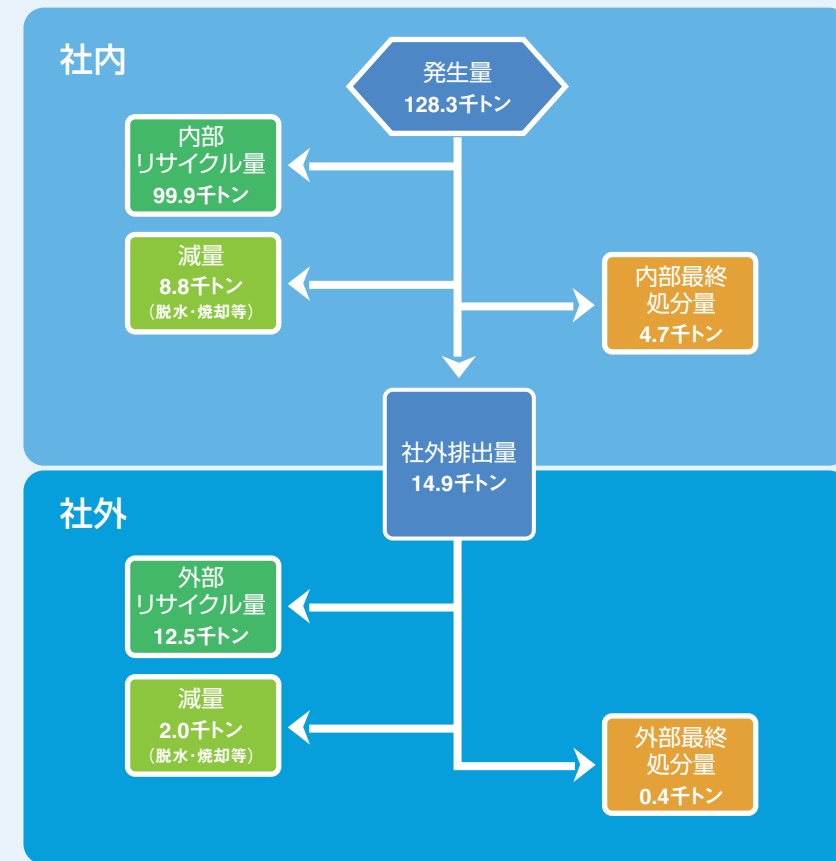 社内
発生量
128.3千トン
内部
リサイクル量
99.9千トン
減量
8.8千トン
（脱水・焼却等）
内部最終
処分量
4.7千トン
社外排出量
14.9千トン
社外
外部
リサイクル量
12.5千トン
減量
2.0千トン
（脱水・焼却等）
外部最終
処分量
0.4千トン